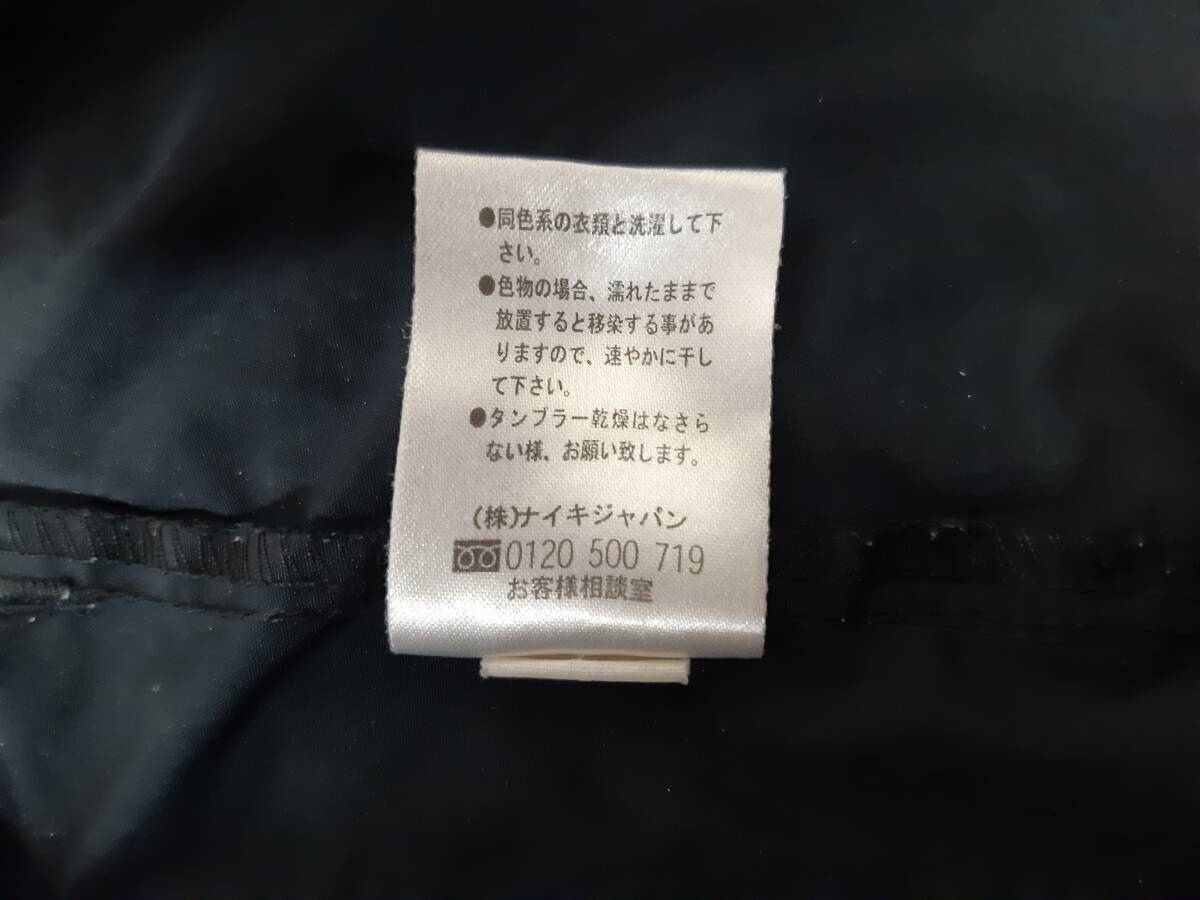 ●同色系の衣類と洗濯して下
さい。
●色物の場合、濡れたままで
放置すると移染する事があ
りますので、速やかに干し
て下さい。
●タンブラー乾燥はなさら
ない様、お願い致します。
(株)ナイキジャパン
0120 500 719
お客様相談室